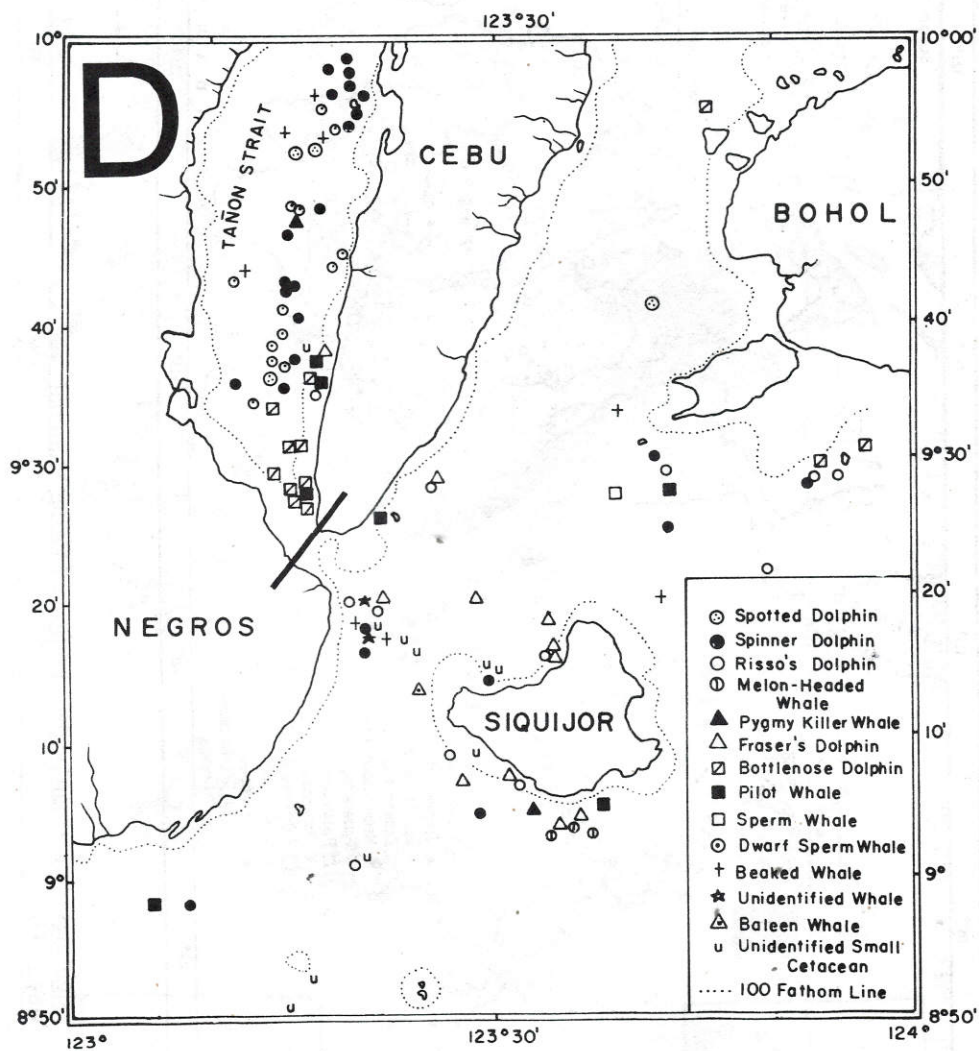 123°30'
10°
10°00'
D
TAÑON STRAIT
CEBU
50'
50'
BOHOL
40'
40'
9°30'
9°30'
20'
20'
NEGROS
SIQUIJOR
10'
10'
9°
9°
8°50'
8°50'
123°
123°30'
124°
Spotted Dolphin
Spinner Dolphin
Risso's Dolphin
Melon-Headed
Whale
Pygmy Killer Whale
Fraser's Dolphin
Bottlenose Dolphin
Pilot Whale
Sperm Whale
Dwarf Sperm Whale
Beaked Whale
Unidentified Whale
Baleen Whale
u Unidentified Small
Cetacean
100 Fathom Line